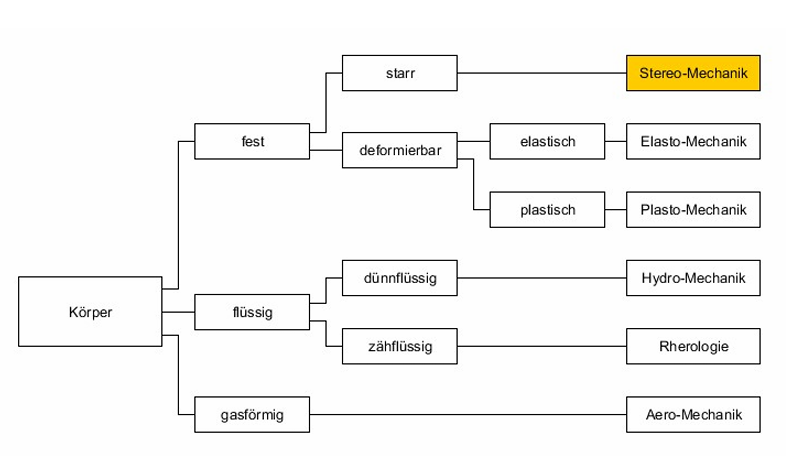 starr
Stereo-Mechanik
fest
deformierbar
elastisch
Elasto-Mechanik
plastisch
Plasto-Mechanik
dünnflüssig
Hydro-Mechanik
Körper
flüssig
zähflüssig
Rherologie
gasförmig
Aero-Mechanik